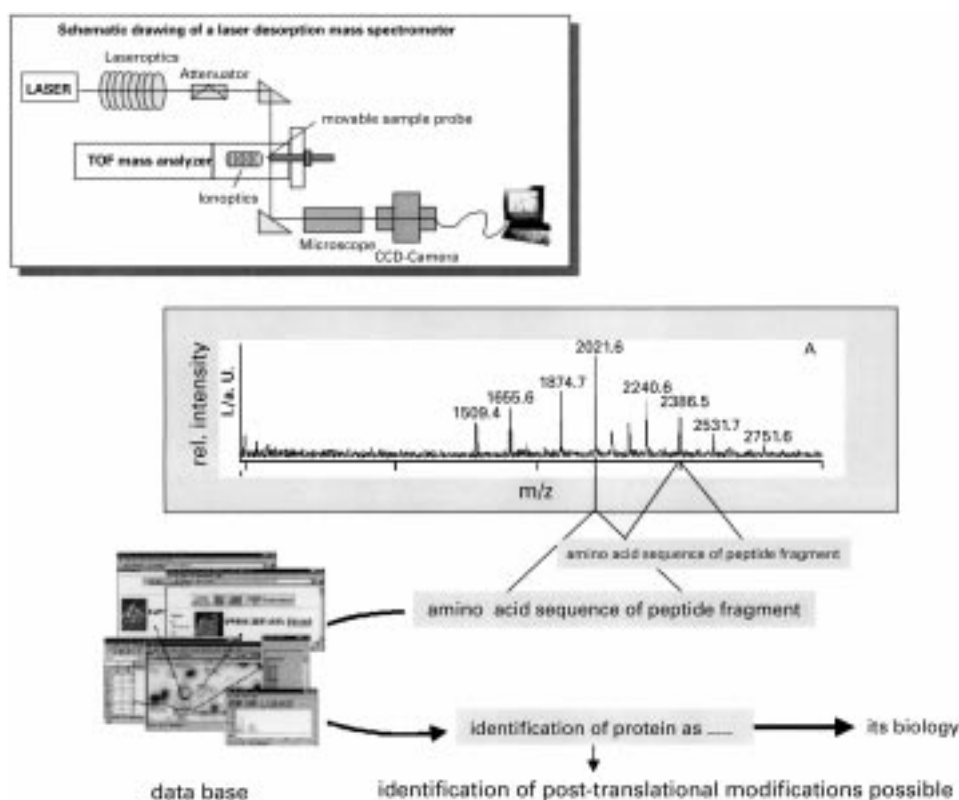 Schematic drawing of a laser desorption mass spectrometer
Laseroptics
Attenuator
LASER
movable sample probe
TOF mass analyzer
Ionoptics
Microscope
CCD-Camera
rel. intensity
I./a. U.
A
2021.6
1874.7
2240.6
1655.6
2386.5
1509.4
2531.7
2751.6
m/z
amino acid sequence of peptide fragment
amino acid sequence of peptide fragment
identification of protein as ___
its biology
data base
identification of post-translational modifications possible